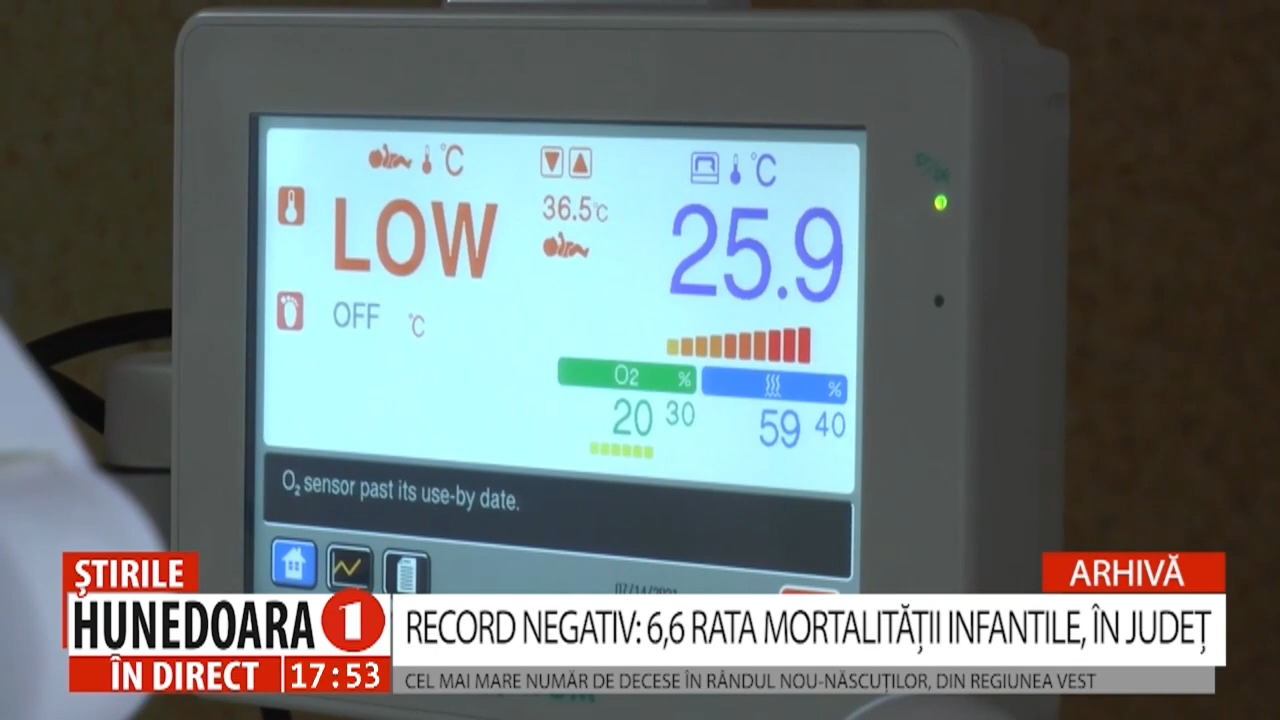 °C
°C
LOW
36.5°C
25.9
OFF °C
O2 %
%
20 30
59 40
O2 sensor past its use-by date.
ŞTIRILE
HUNEDOARA 1
ÎN DIRECT 17:53
ARHIVĂ
RECORD NEGATIV: 6,6 RATA MORTALITĂȚII INFANTILE, ÎN JUDEȚ
CEL MAI MARE NUMĂR DE DECESE ÎN RÂNDUL NOU-NĂSCUȚILOR, DIN REGIUNEA VEST